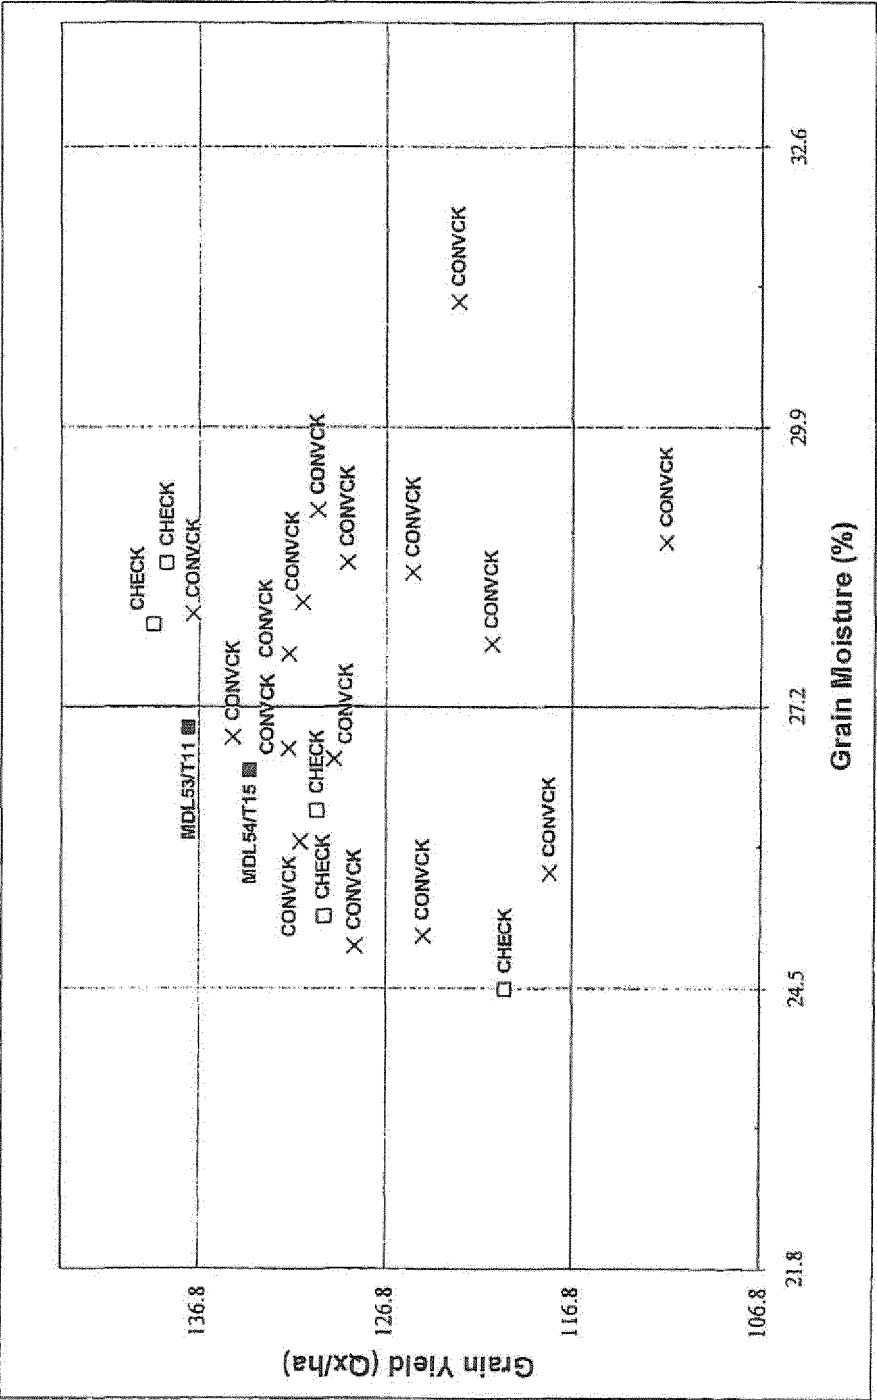 Grain Yield (Qx/ha)
136.8
126.8
116.8
106.8
CHECK
CHECK
CONVCK
MDL53/T11
CONVCK
MDL54/T15
CONVCK
CONVCK
CONVCK
CONVCK
CONVCK
CHECK
CHECK
CONVCK
CONVCK
CONVCK
CONVCK
CONVCK
CONVCK
CONVCK
CHECK
CONVCK
CONVCK
21.8
24.5
27.2
29.9
32.6
Grain Moisture (%)